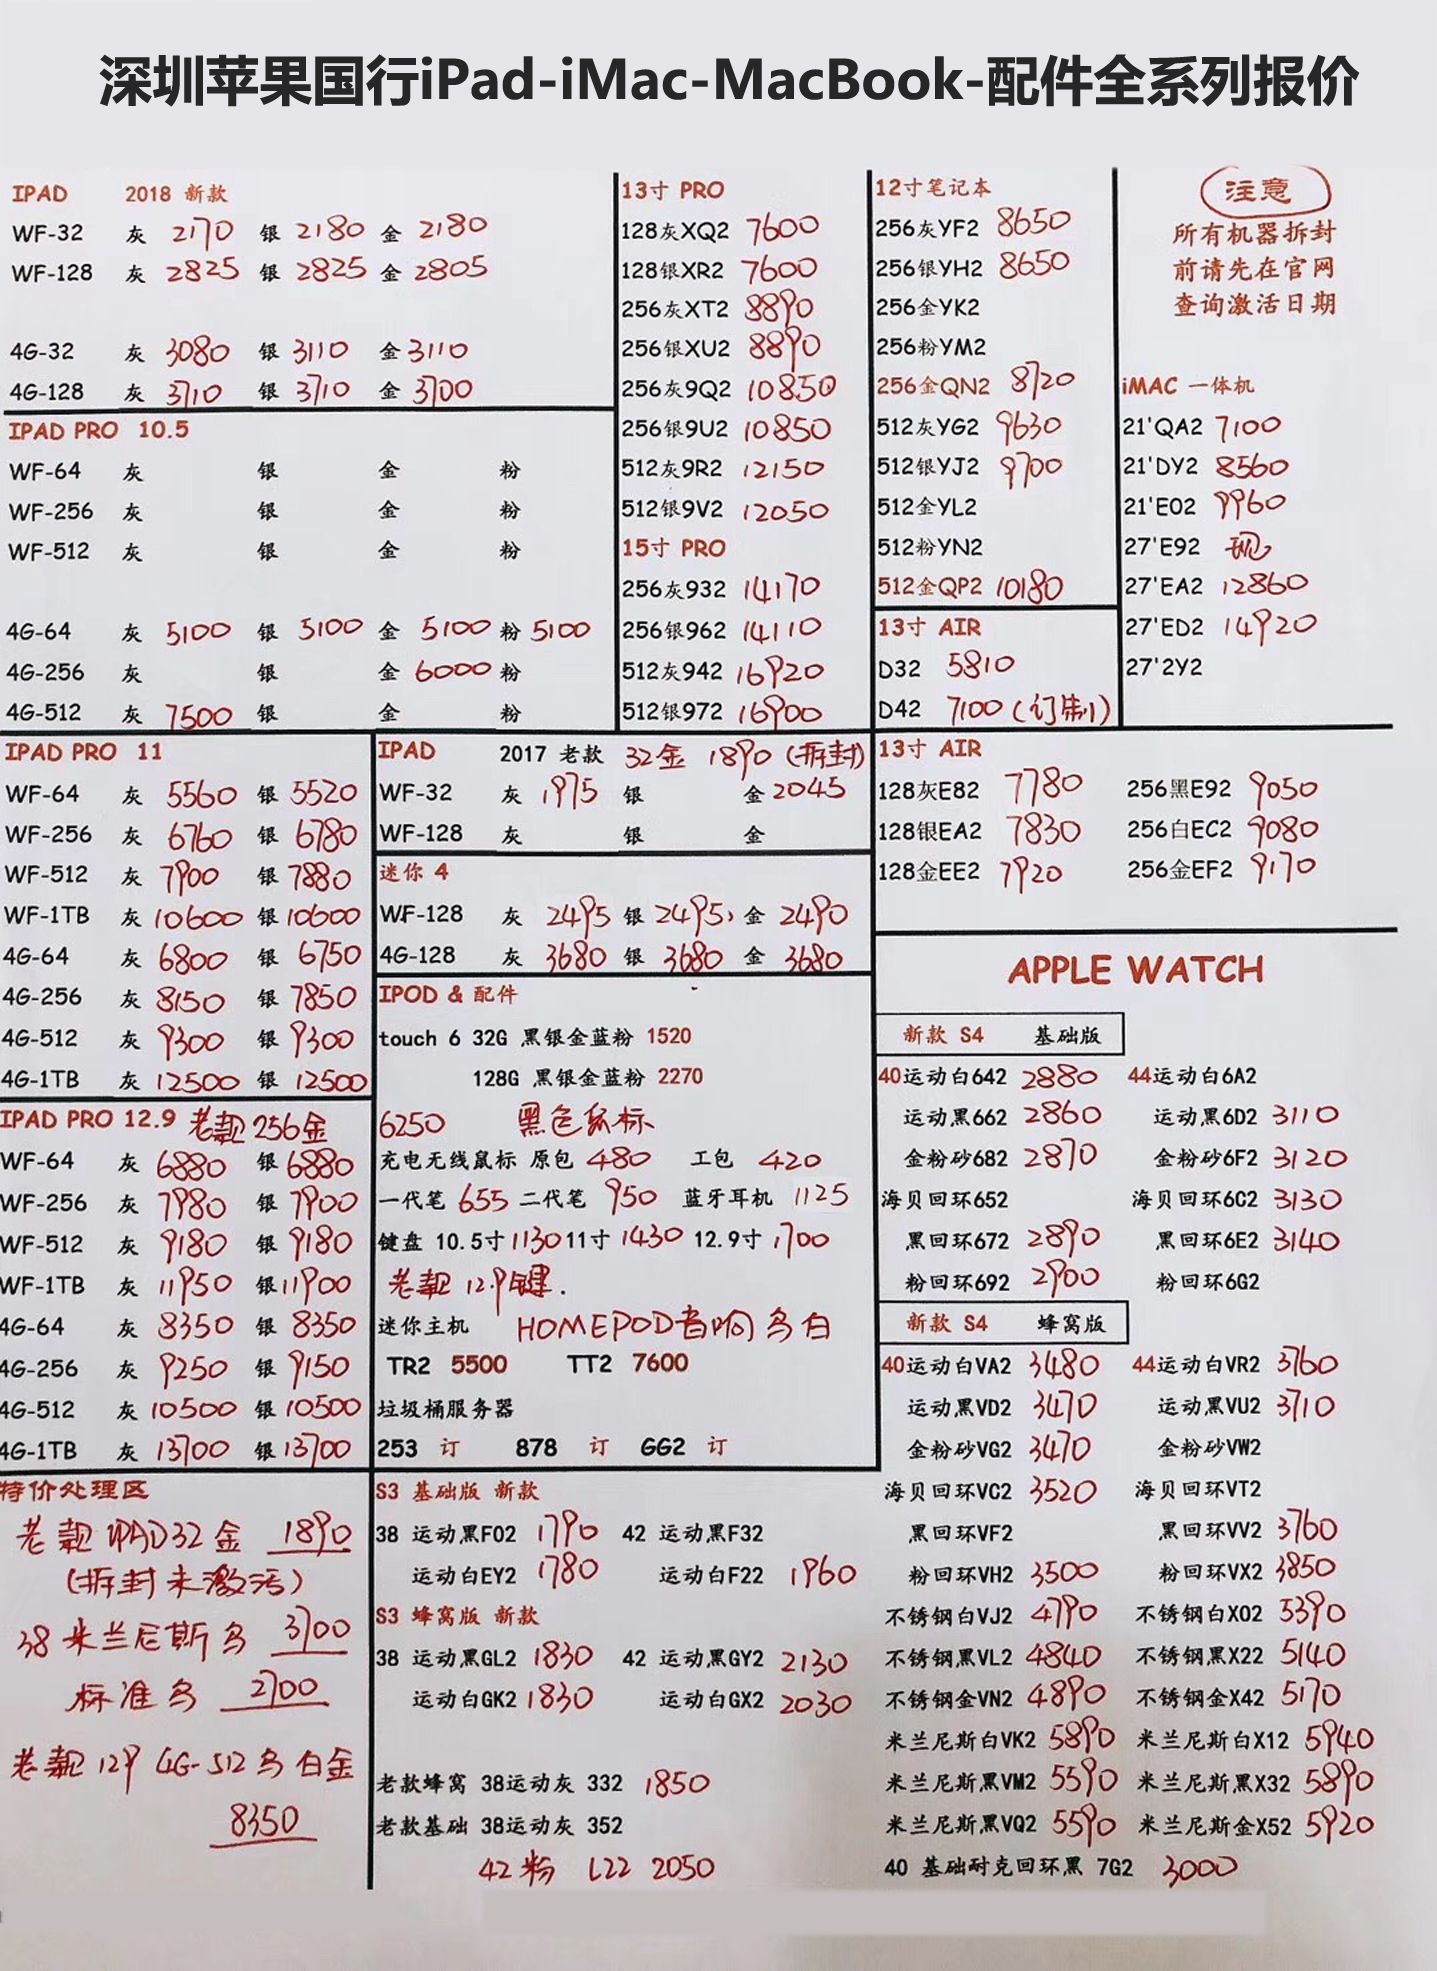 深圳苹果国行iPad-iMac-MacBook-配件全系列报价
IPAD 2018 新款
WF-32 灰 2170 银 2180 金 2180
WF-128 灰 2825 银 2825 金 2805
4G-32 灰 3080 银 3110 金 3110
4G-128 灰 3710 银 3710 金 3700
IPAD PRO 10.5
WF-64 灰 银 金 粉
WF-256 灰 银 金 粉
WF-512 灰 银 金 粉
4G-64 灰 5100 银 5100 金 5100 粉 5100
4G-256 灰 银 金 6000 粉
4G-512 灰 7500 银 金 粉
13寸 PRO
128灰XQ2 7600
128银XR2 7600
256灰XT2 8890
256银XU2 8890
256灰9Q2 10850
256银9U2 10850
512灰9R2 12150
512银9V2 12050
15寸 PRO
256灰932 14170
256银962 14110
512灰942 16920
512银972 16900
12寸笔记本
256灰YF2 8650
256银YH2 8650
256金YK2
256粉YM2
256金QN2 8720
512灰YG2 9630
512银YJ2 9700
512金YL2
512粉YN2
512金QP2 10180
13寸 AIR
D32 5810
D42 7100(订制)
注意
所有机器拆封
前请先在官网
查询激活日期
iMAC 一体机
21'QA2 7100
21'DY2 8560
21'E02 9960
27'E92 现
27'EA2 12860
27'ED2 14920
27'2Y2
IPAD PRO 11
WF-64 灰 5560 银 5520
WF-256 灰 6760 银 6780
WF-512 灰 7900 银 7880
WF-1TB 灰 10600 银 10600
4G-64 灰 6800 银 6750
4G-256 灰 8150 银 7850
4G-512 灰 9300 银 9300
4G-1TB 灰 12500 银 12500
IPAD PRO 12.9 老款256金
WF-64 灰 6880 银 6880
WF-256 灰 7980 银 7900
WF-512 灰 9180 银 9180
WF-1TB 灰 11950 银 11900
4G-64 灰 8350 银 8350
4G-256 灰 9250 银 9150
4G-512 灰 10500 银 10500
4G-1TB 灰 13700 银 13700
IPAD 2017 老款 32金 1890 (拆封)
WF-32 灰 1975 银 金 2045
WF-128 灰 银 金
迷你 4
WF-128 灰 2495 银 2495 金 2490
4G-128 灰 3680 银 3680 金 3680
IPOD & 配件
touch 6 32G 黑银金蓝粉 1520
128G 黑银金蓝粉 2270
6250 黑色鼠标
充电无线鼠标 原包 480 工包 420
一代笔 655 二代笔 950 蓝牙耳机 1125
键盘 10.5寸 1130 11寸 1430 12.9寸 1700
老款 12.9键.
迷你主机 HOMEPOD音响 乌白
TR2 5500 TT2 7600
垃圾桶服务器
253 订 878 订 GG2 订
13寸 AIR
128灰E82 7780 256黑E92 9050
128银EA2 7830 256白EC2 9080
128金EE2 7920 256金EF2 9170
APPLE WATCH
新款 S4 基础版
40运动白642 2880 44运动白6A2
运动黑662 2860 运动黑6D2 3110
金粉砂682 2870 金粉砂6F2 3120
海贝回环652 海贝回环6C2 3130
黑回环672 2890 黑回环6E2 3140
粉回环692 2900 粉回环6G2
新款 S4 蜂窝版
40运动白VA2 3480 44运动白VR2 3760
运动黑VD2 3470 运动黑VU2 3710
金粉砂VG2 3470 金粉砂VW2
海贝回环VC2 3520 海贝回环VT2
黑回环VF2 黑回环VV2 3760
粉回环VH2 3500 粉回环VX2 3850
不锈钢白VJ2 4790 不锈钢白X02 5390
不锈钢黑VL2 4840 不锈钢黑X22 5140
不锈钢金VN2 4890 不锈钢金X42 5170
米兰尼斯白VK2 5890 米兰尼斯白X12 5940
米兰尼斯黑VM2 5590 米兰尼斯黑X32 5890
米兰尼斯黑VQ2 5590 米兰尼斯金X52 5920
40 基础耐克回环黑 7G2 3000
特价处理区
老款 IPAD 32 金 1890
(拆封未激活)
38 米兰尼斯乌 3700
标准乌 2700
老款 129 4G-512 乌白金
8350
S3 基础版 新款
38 运动黑F02 1790 42 运动黑F32
运动白EY2 1780 运动白F22 1960
S3 蜂窝版 新款
38 运动黑GL2 1830 42 运动黑GY2 2130
运动白GK2 1830 运动白GX2 2030
老款蜂窝 38运动灰 332 1850
老款基础 38运动灰 352
42 粉 L22 2050